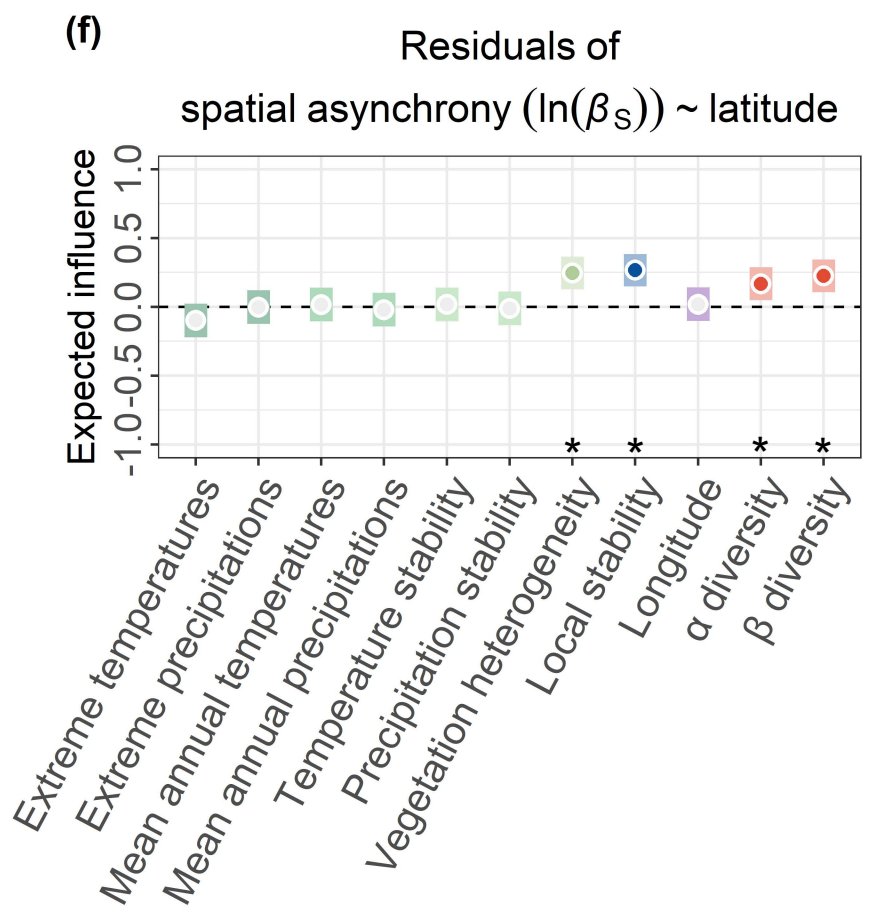 (f)
Residuals of
spatial asynchrony (ln(βS)) ~ latitude
Expected influence
1.0
0.5
0.0
-0.5
-1.0
* * * *
Extreme temperatures
Extreme precipitations
Mean annual temperatures
Mean annual precipitations
Temperature stability
Precipitation stability
Vegetation heterogeneity
Local stability
Longitude
α diversity
β diversity